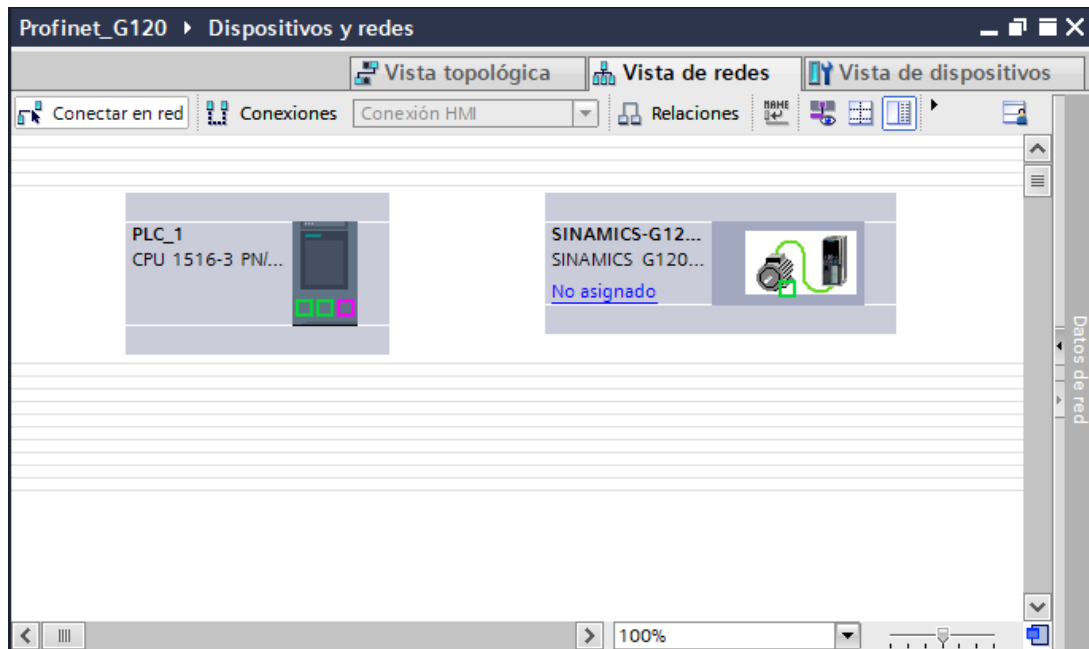 Profinet_G120 ▸ Dispositivos y redes
Vista topológica Vista de redes Vista de dispositivos
Conectar en red Conexiones Conexión HMI Relaciones NAME
PLC_1
CPU 1516-3 PN/...
SINAMICS-G12...
SINAMICS G120...
No asignado
Datos de red
100%